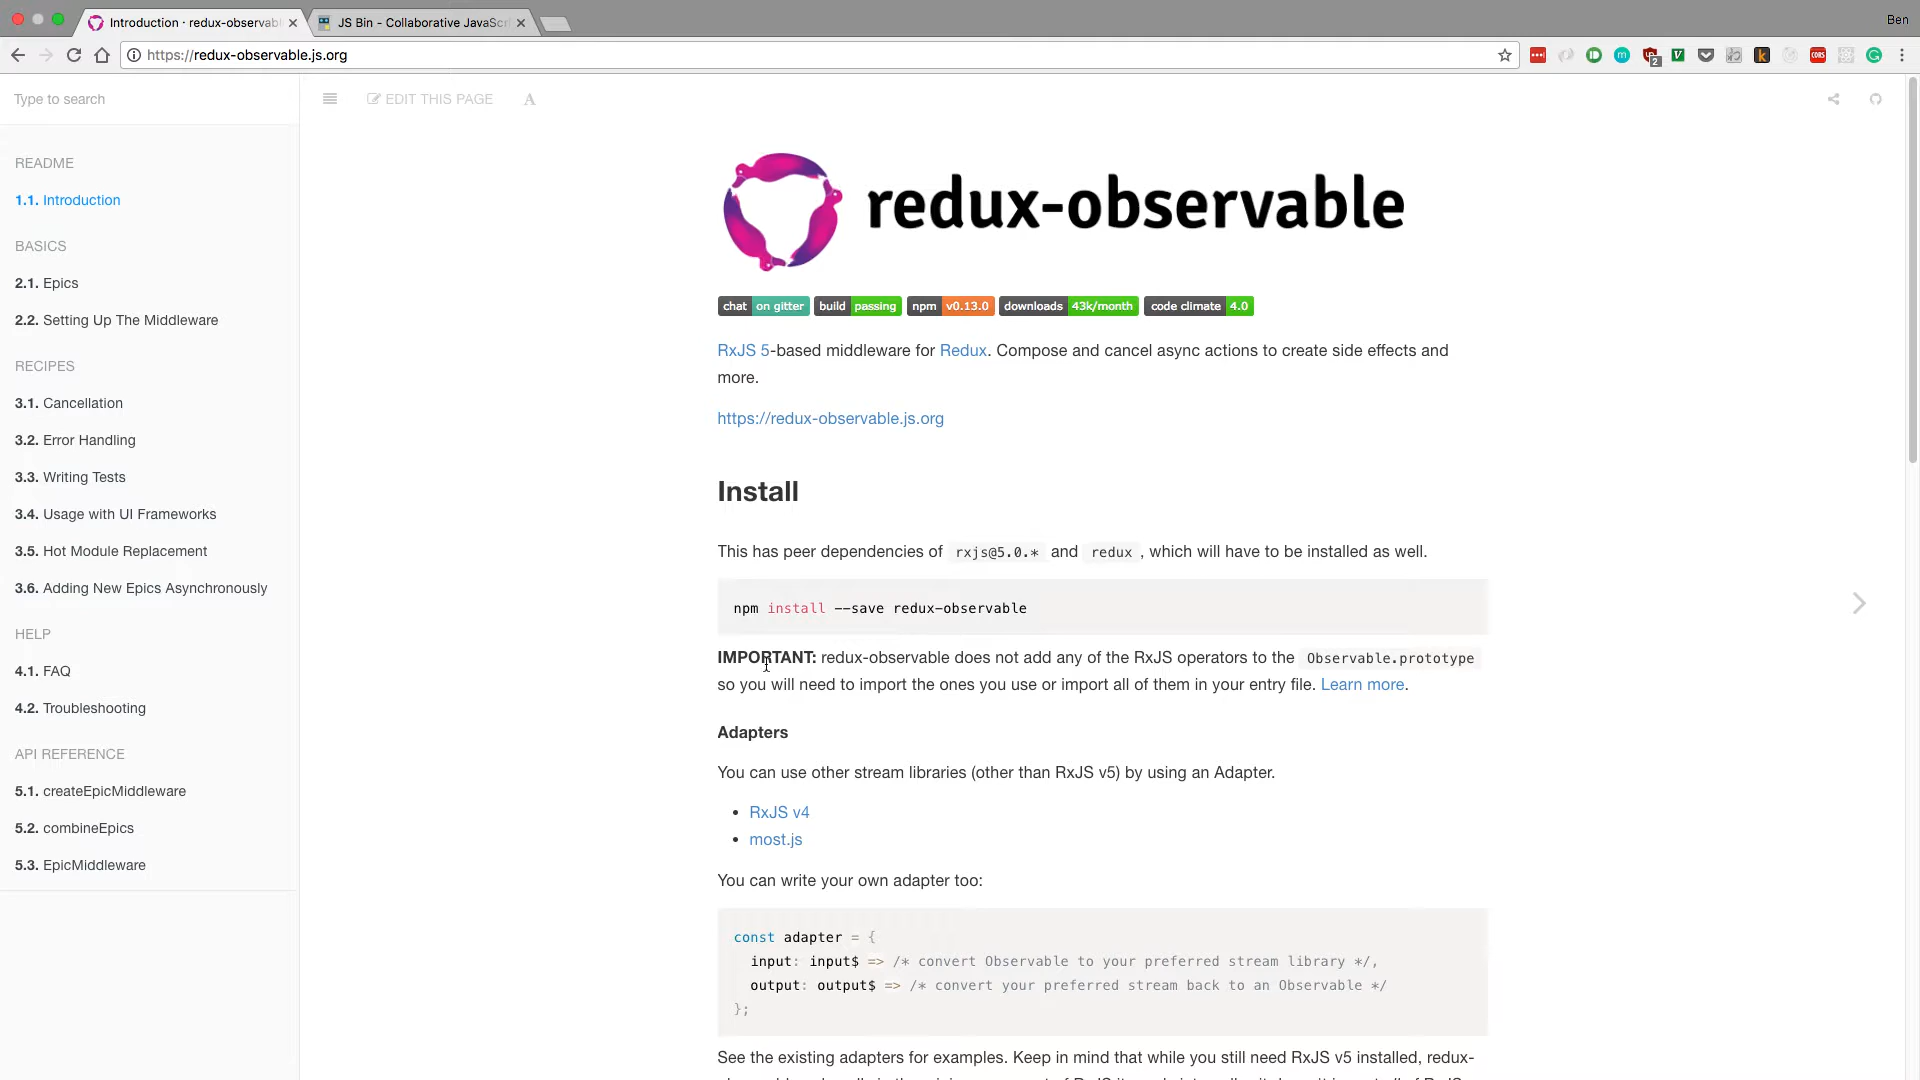 Introduction · redux-observabl
JS Bin - Collaborative JavaScr
Ben
https://redux-observable.js.org
Type to search
EDIT THIS PAGE
A
README
1.1. Introduction
BASICS
2.1. Epics
2.2. Setting Up The Middleware
RECIPES
3.1. Cancellation
3.2. Error Handling
3.3. Writing Tests
3.4. Usage with UI Frameworks
3.5. Hot Module Replacement
3.6. Adding New Epics Asynchronously
HELP
4.1. FAQ
4.2. Troubleshooting
API REFERENCE
5.1. createEpicMiddleware
5.2. combineEpics
5.3. EpicMiddleware
redux-observable
chat on gitter build passing npm v0.13.0 downloads 43k/month code climate 4.0
RxJS 5-based middleware for Redux. Compose and cancel async actions to create side effects and
more.
https://redux-observable.js.org
Install
This has peer dependencies of rxjs@5.0.* and redux , which will have to be installed as well.
npm install --save redux-observable
IMPORTANT: redux-observable does not add any of the RxJS operators to the Observable.prototype
so you will need to import the ones you use or import all of them in your entry file. Learn more.
Adapters
You can use other stream libraries (other than RxJS v5) by using an Adapter.
• RxJS v4
• most.js
You can write your own adapter too:
const adapter = {
input: input$ => /* convert Observable to your preferred stream library */,
output: output$ => /* convert your preferred stream back to an Observable */
};
See the existing adapters for examples. Keep in mind that while you still need RxJS v5 installed, redux-